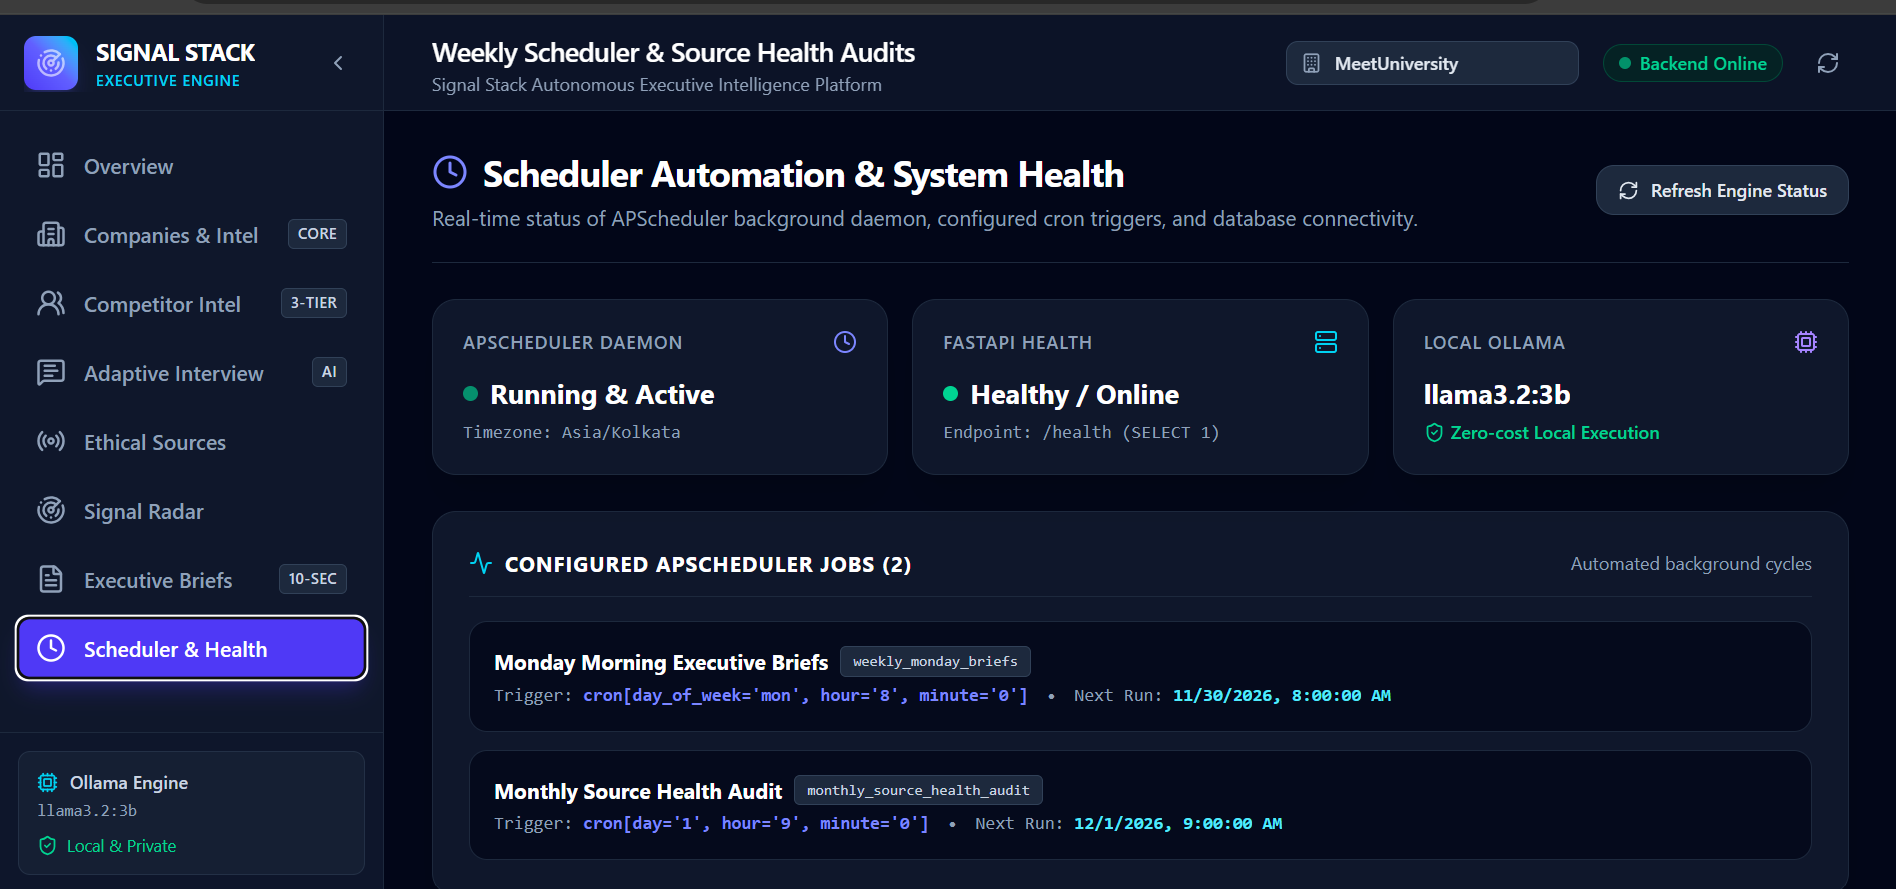 SIGNAL STACK
EXECUTIVE ENGINE
Overview
Companies & Intel CORE
Competitor Intel 3-TIER
Adaptive Interview AI
Ethical Sources
Signal Radar
Executive Briefs 10-SEC
Scheduler & Health
Ollama Engine
llama3.2:3b
Local & Private
Weekly Scheduler & Source Health Audits
Signal Stack Autonomous Executive Intelligence Platform
MeetUniversity
Backend Online
Scheduler Automation & System Health
Real-time status of APScheduler background daemon, configured cron triggers, and database connectivity.
Refresh Engine Status
APSCHEDULER DAEMON
Running & Active
Timezone: Asia/Kolkata
FASTAPI HEALTH
Healthy / Online
Endpoint: /health (SELECT 1)
LOCAL OLLAMA
llama3.2:3b
Zero-cost Local Execution
CONFIGURED APSCHEDULER JOBS (2)
Automated background cycles
Monday Morning Executive Briefs weekly_monday_briefs
Trigger: cron[day_of_week='mon', hour='8', minute='0'] • Next Run: 11/30/2026, 8:00:00 AM
Monthly Source Health Audit monthly_source_health_audit
Trigger: cron[day='1', hour='9', minute='0'] • Next Run: 12/1/2026, 9:00:00 AM